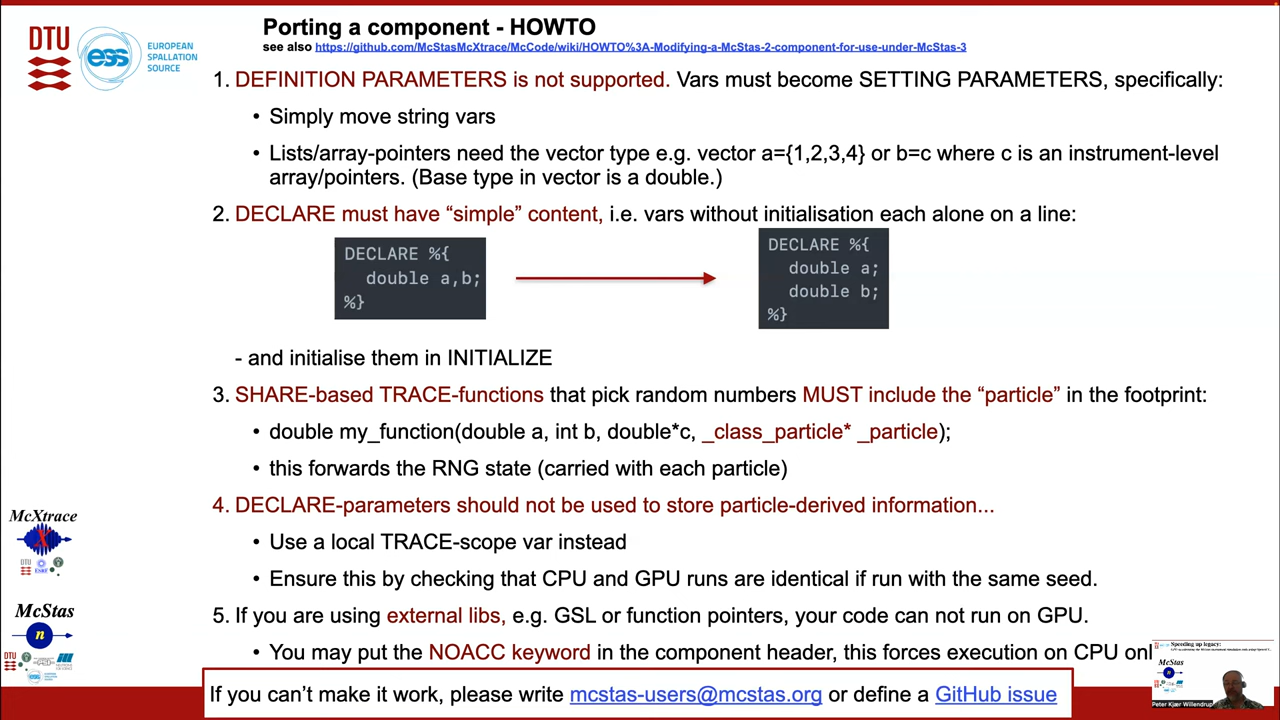 Porting a component - HOWTO
see also https://github.com/McStasMcXtrace/McCode/wiki/HOWTO%3A-Modifying-a-McStas-2-component-for-use-under-McStas-3
DTU
ess
EUROPEAN
SPALLATION
SOURCE
1. DEFINITION PARAMETERS is not supported. Vars must become SETTING PARAMETERS, specifically:
• Simply move string vars
• Lists/array-pointers need the vector type e.g. vector a={1,2,3,4} or b=c where c is an instrument-level
array/pointers. (Base type in vector is a double.)
2. DECLARE must have “simple” content, i.e. vars without initialisation each alone on a line:
DECLARE %{
double a,b;
%}
DECLARE %{
double a;
double b;
%}
- and initialise them in INITIALIZE
3. SHARE-based TRACE-functions that pick random numbers MUST include the “particle” in the footprint:
• double my_function(double a, int b, double*c, _class_particle* _particle);
• this forwards the RNG state (carried with each particle)
4. DECLARE-parameters should not be used to store particle-derived information...
• Use a local TRACE-scope var instead
• Ensure this by checking that CPU and GPU runs are identical if run with the same seed.
5. If you are using external libs, e.g. GSL or function pointers, your code can not run on GPU.
• You may put the NOACC keyword in the component header, this forces execution on CPU onl
If you can’t make it work, pease write mcstas-users@mcstas.org or define a GitHub issue
McXtrace
X
DTU
McStas
n
DTU
Speeding up legacy:
McStas
Peter Kjær Willendrup